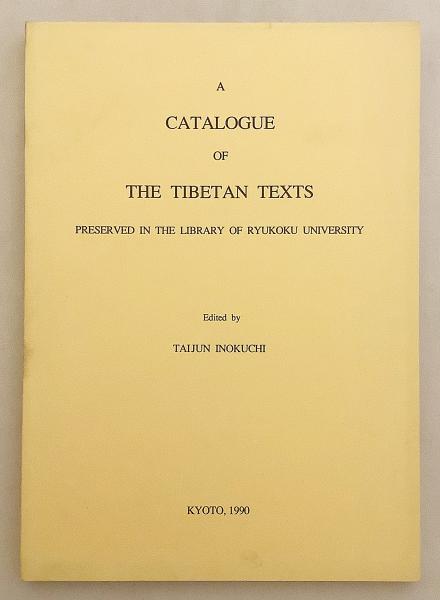 A
CATALOGUE
OF
THE TIBETAN TEXTS
PRESERVED IN THE LIBRARY OF RYUKOKU UNIVERSITY
Edited by
TAIJUN INOKUCHI
KYOTO, 1990